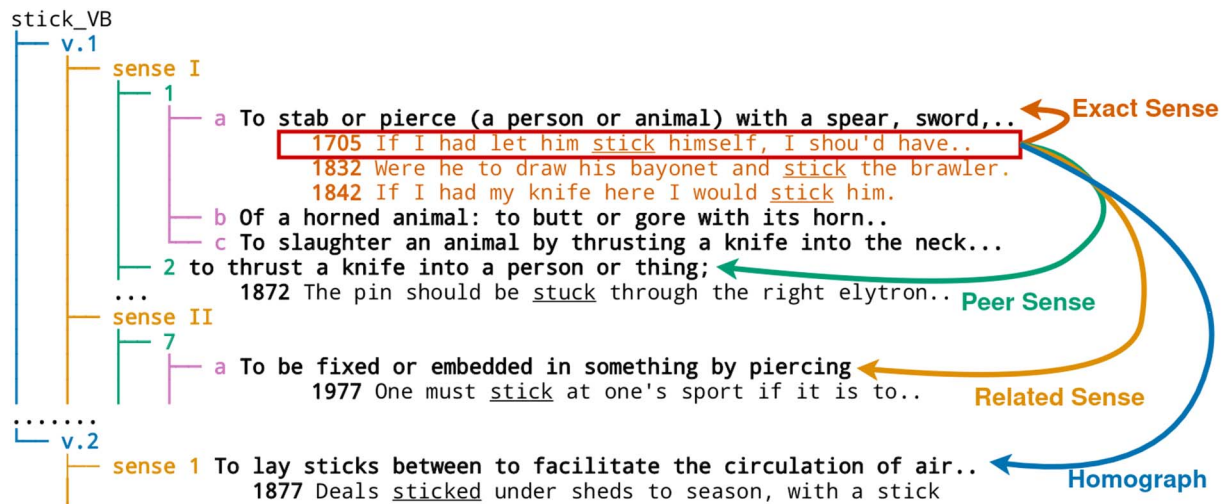 stick_VB
v.1
sense I
1
a To stab or pierce (a person or animal) with a spear, sword,..
Exact Sense
1705 If I had let him stick himself, I shou'd have..
1832 Were he to draw his bayonet and stick the brawler.
1842 If I had my knife here I would stick him.
b Of a horned animal: to butt or gore with its horn..
c To slaughter an animal by thrusting a knife into the neck...
2 to thrust a knife into a person or thing;
... 1872 The pin should be stuck through the right elytron..
Peer Sense
sense II
7
a To be fixed or embedded in something by piercing
1977 One must stick at one's sport if it is to..
Related Sense
.......
v.2
sense 1 To lay sticks between to facilitate the circulation of air..
Homograph
1877 Deals sticked under sheds to season, with a stick